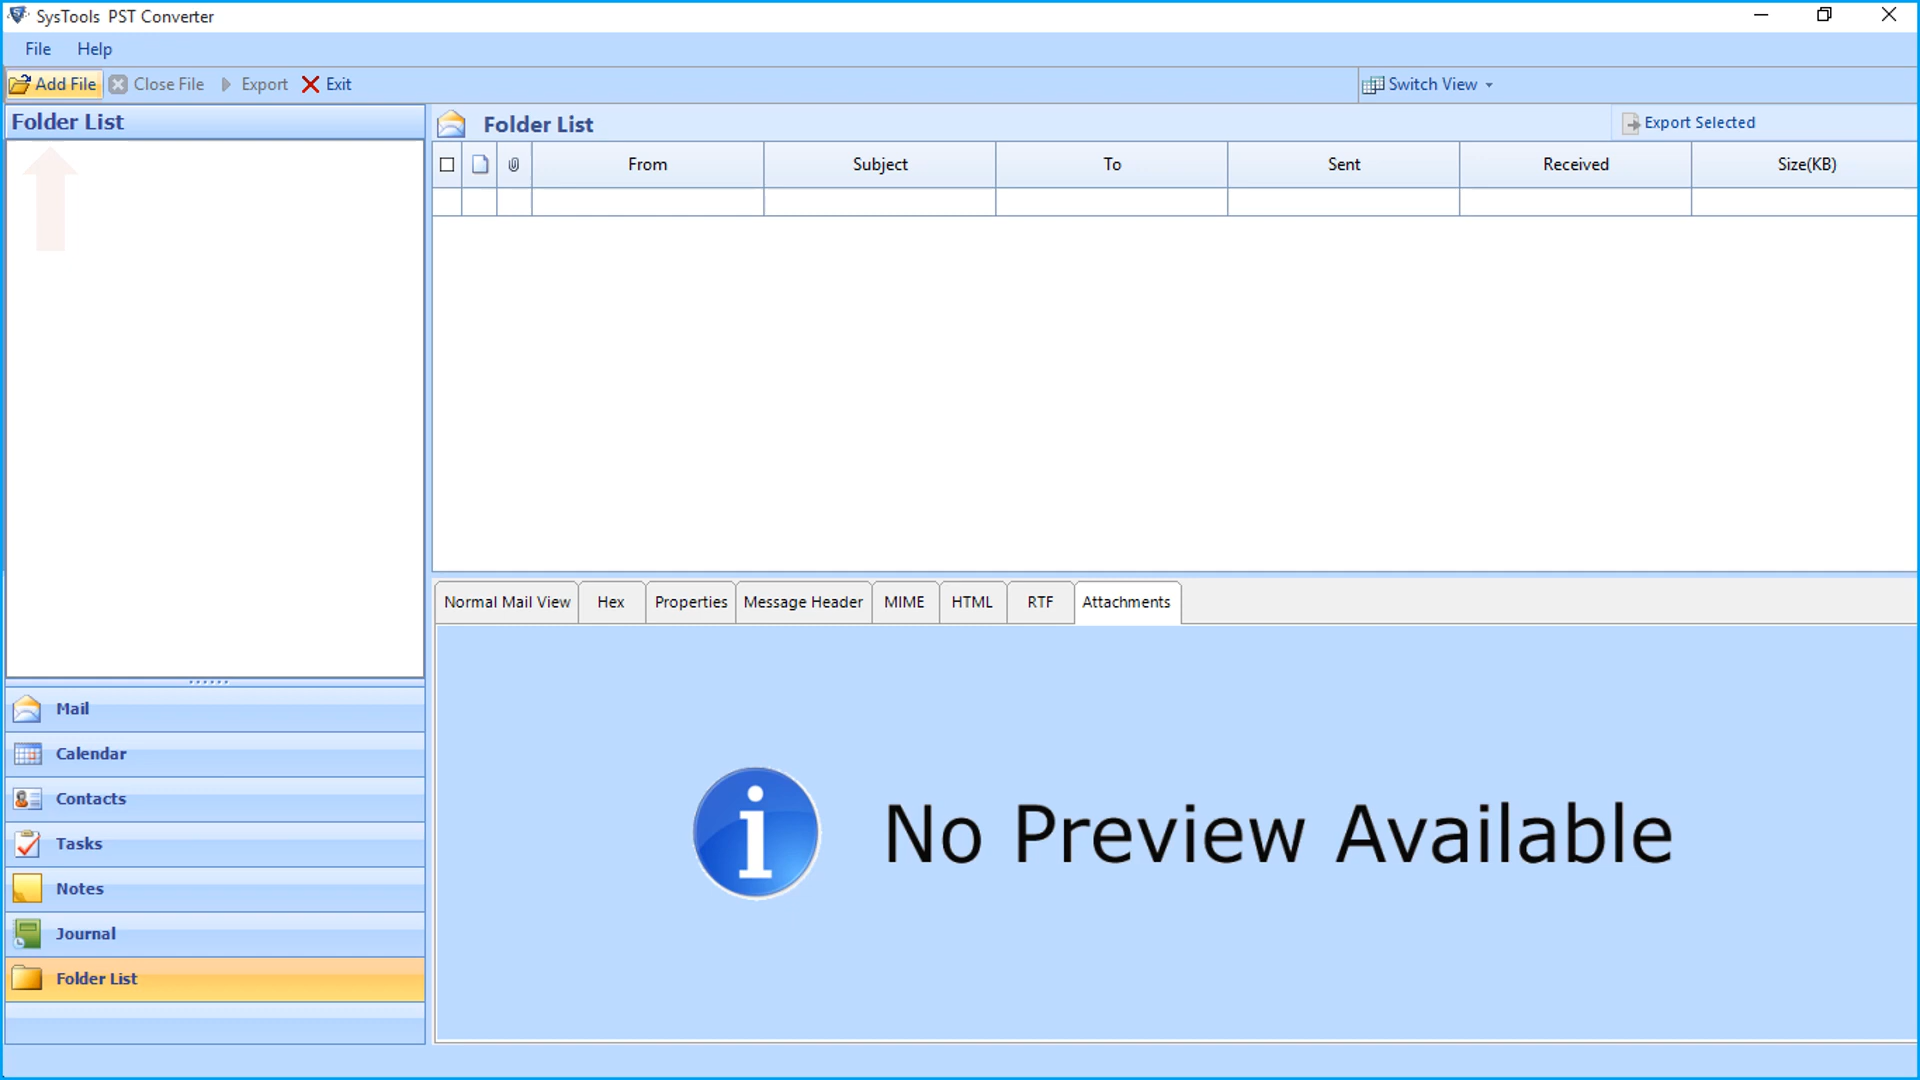 SysTools PST Converter
File Help
Add File Close File Export Exit Switch View
Folder List
Folder List Export Selected
From Subject To Sent Received Size(KB)
Normal Mail View Hex Properties Message Header MIME HTML RTF Attachments
No Preview Available
Mail
Calendar
Contacts
Tasks
Notes
Journal
Folder List